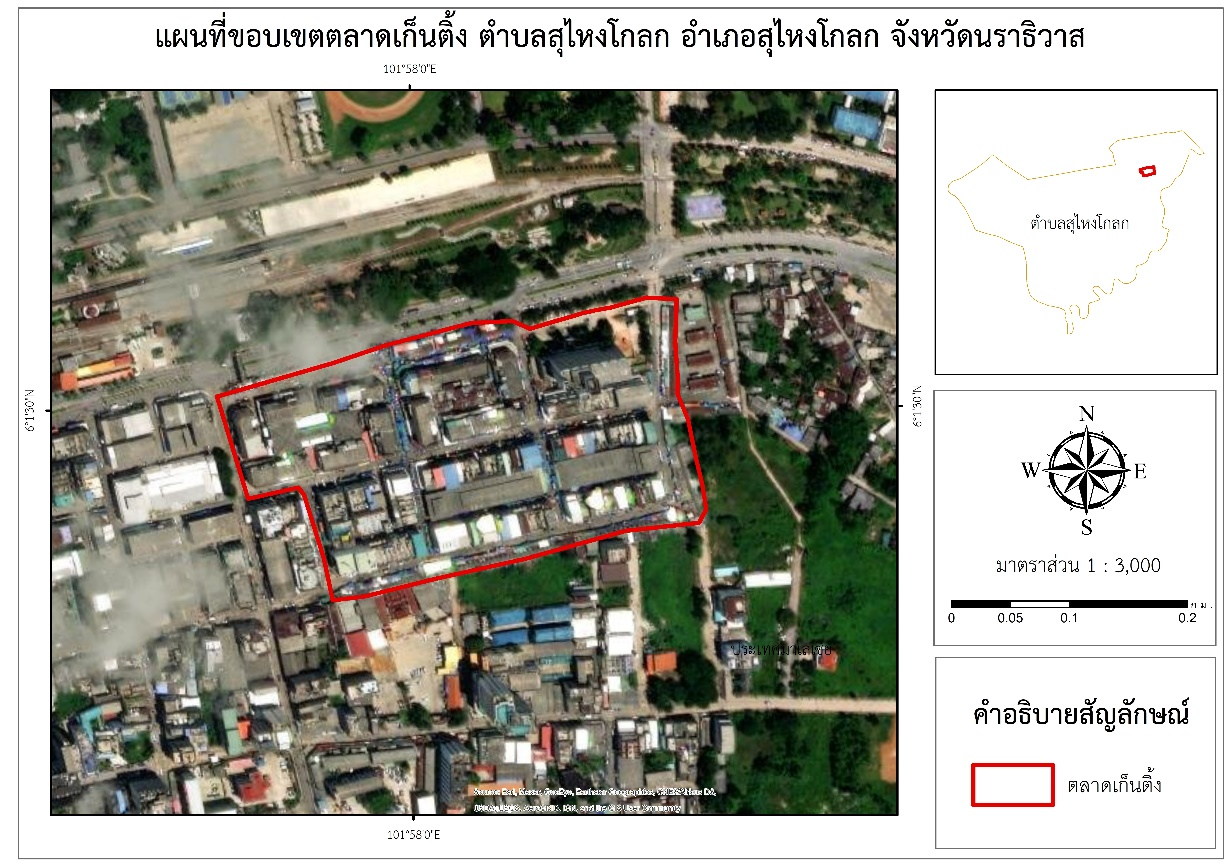 แผนที่ขอบเขตตลาดเก็นติ้ง ตำบลสุไหงโกลก อำเภอสุไหงโกลก จังหวัดนราธิวาส
101°58'0"E
6°1'30"N
6°1'30"N
ประเทศมาเลเซีย
101°58'0"E
ตำบลสุไหงโกลก
N
W E
S
มาตราส่วน 1 : 3,000
ก.ม.
0 0.05 0.1 0.2
คำอธิบายสัญลักษณ์
ตลาดเก็นติ้ง